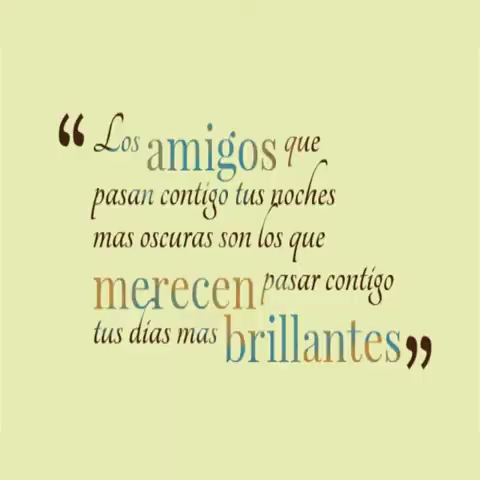 “Los amigos que
pasan contigo tus noches
mas oscuras son los que
merecen pasar contigo
tus días mas brillantes”